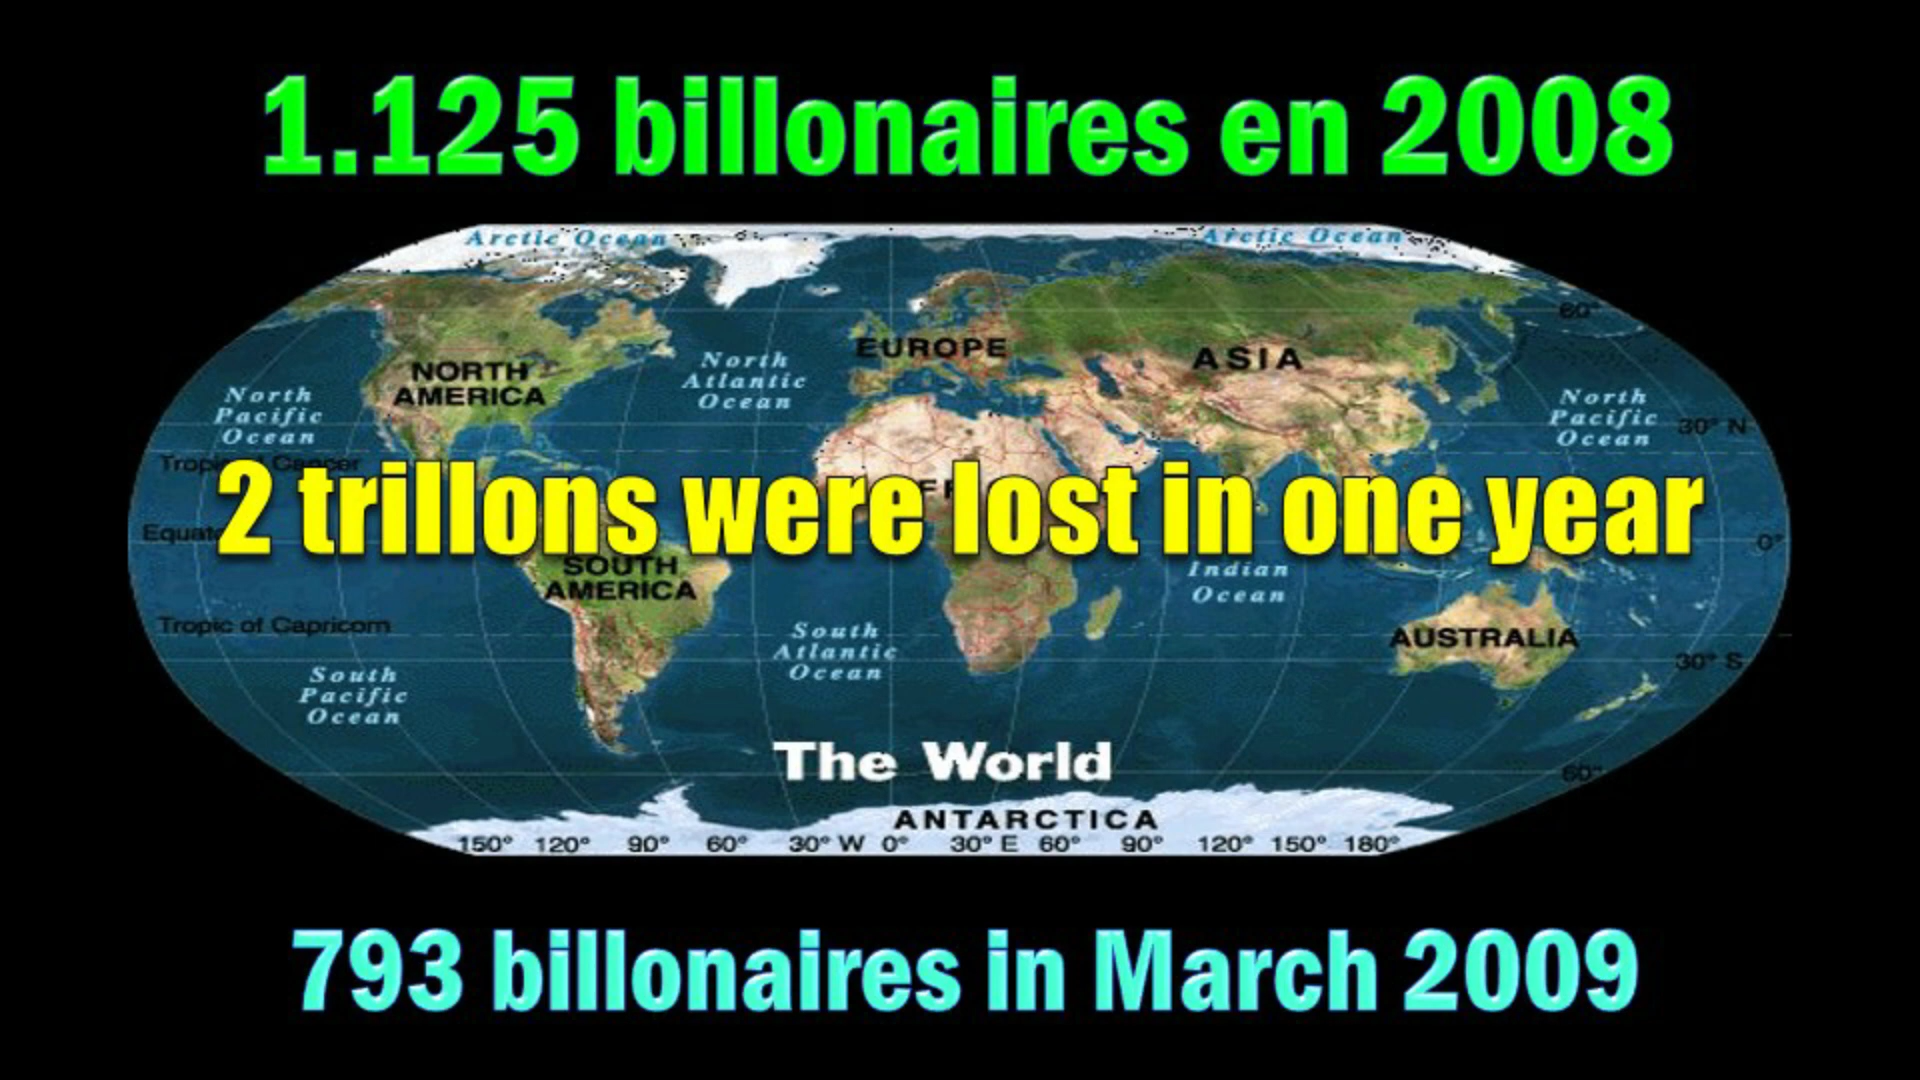 1.125 billonaires en 2008
Arctic Ocean
Arctic Ocean
60°
EUROPE
ASIA
NORTH
AMERICA
North
Atlantic
Ocean
North
Pacific
Ocean
North
Pacific
Ocean
30° N
Tropic of Cancer
2 trillons were lost in one year
0°
SOUTH
AMERICA
Indian
Ocean
Tropic of Capricorn
South
Atlantic
Ocean
AUSTRALIA
30° S
South
Pacific
Ocean
The World
60°
ANTARCTICA
150° 120° 90° 60° 30° W 0° 30° E 60° 90° 120° 150° 180°
793 billonaires in March 2009